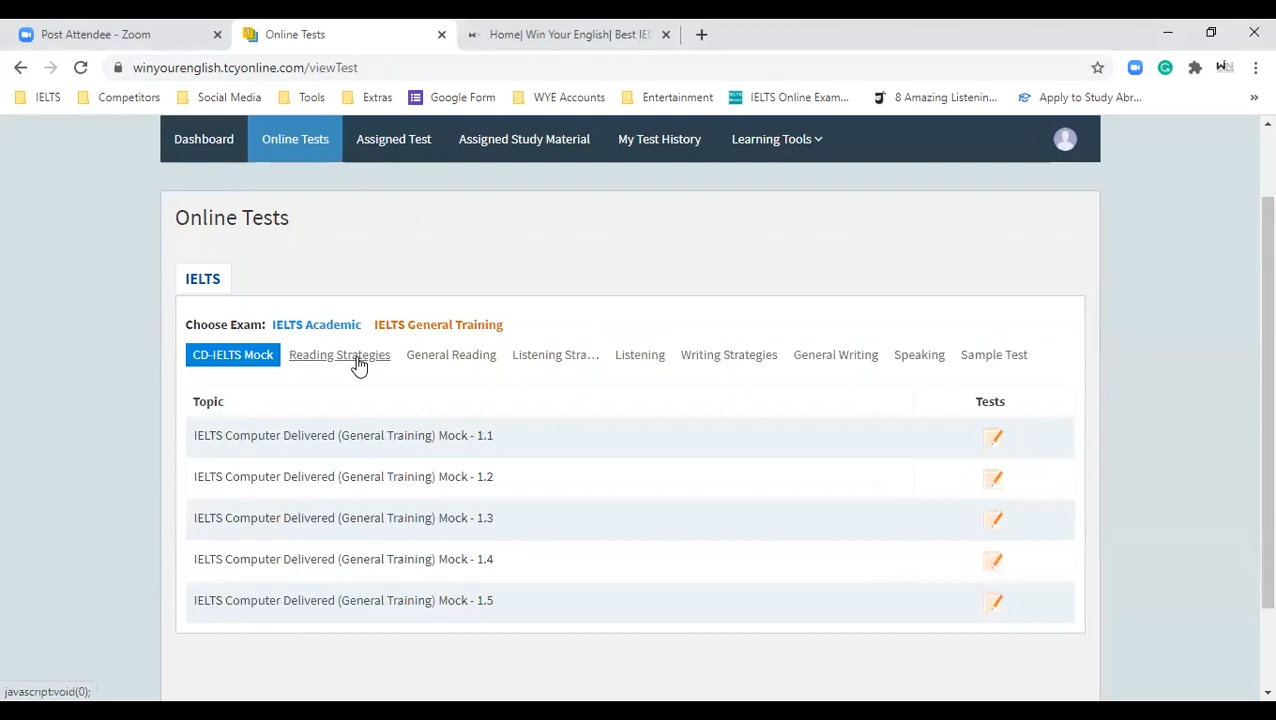 Post Attendee - Zoom
Online Tests
Home| Win Your English| Best IEL
winyourenglish.tcyonline.com/viewTest
IELTS
Competitors
Social Media
Tools
Extras
Google Form
WYE Accounts
Entertainment
IELTS Online Exam...
8 Amazing Listenin...
Apply to Study Abr...
Dashboard
Online Tests
Assigned Test
Assigned Study Material
My Test History
Learning Tools
Online Tests
IELTS
Choose Exam: IELTS Academic IELTS General Training
CD-IELTS Mock
Reading Strategies
General Reading
Listening Stra...
Listening
Writing Strategies
General Writing
Speaking
Sample Test
Topic
Tests
IELTS Computer Delivered (General Training) Mock - 1.1
IELTS Computer Delivered (General Training) Mock - 1.2
IELTS Computer Delivered (General Training) Mock - 1.3
IELTS Computer Delivered (General Training) Mock - 1.4
IELTS Computer Delivered (General Training) Mock - 1.5
javascript:void(0);